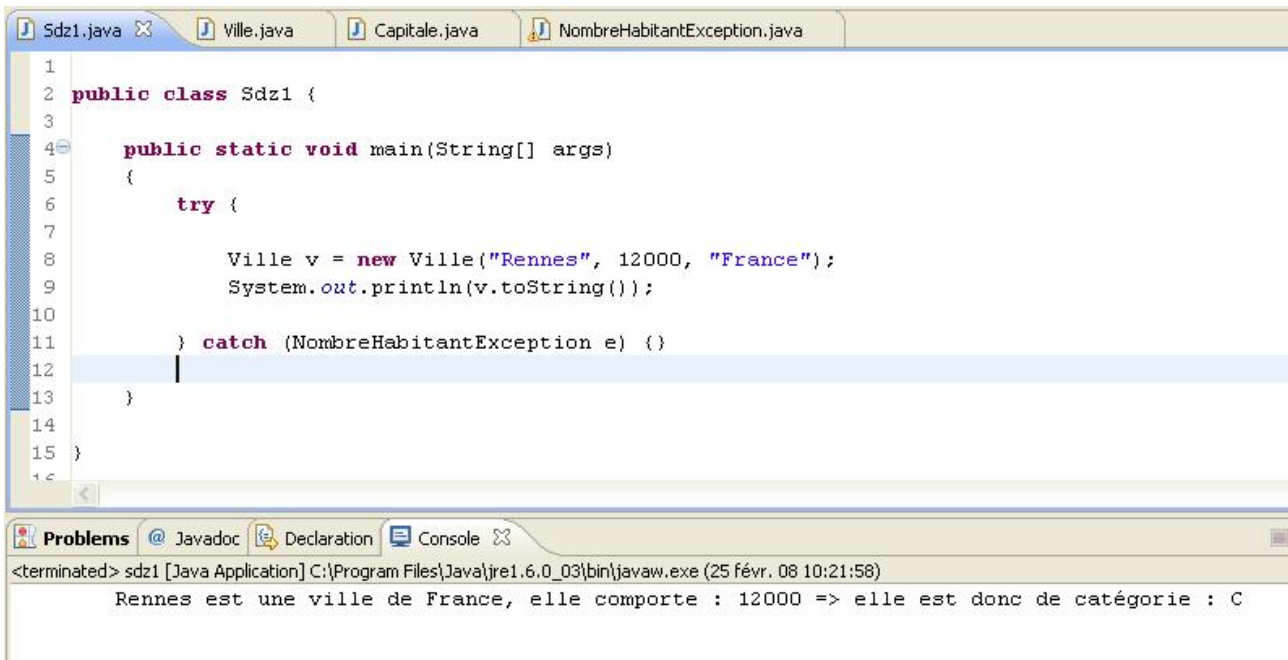 Sdz1.java Ville.java Capitale.java NombreHabitantException.java
1
2 public class Sdz1 {
3
4 public static void main(String[] args)
5 {
6 try {
7
8 Ville v = new Ville("Rennes", 12000, "France");
9 System.out.println(v.toString());
10
11 } catch (NombreHabitantException e) {}
12
13 }
14
15 }
16
Problems @ Javadoc Declaration Console
<terminated> sdz1 [Java Application] C:\Program Files\Java\jre1.6.0_03\bin\javaw.exe (25 févr. 08 10:21:58)
Rennes est une ville de France, elle comporte : 12000 => elle est donc de catégorie : C